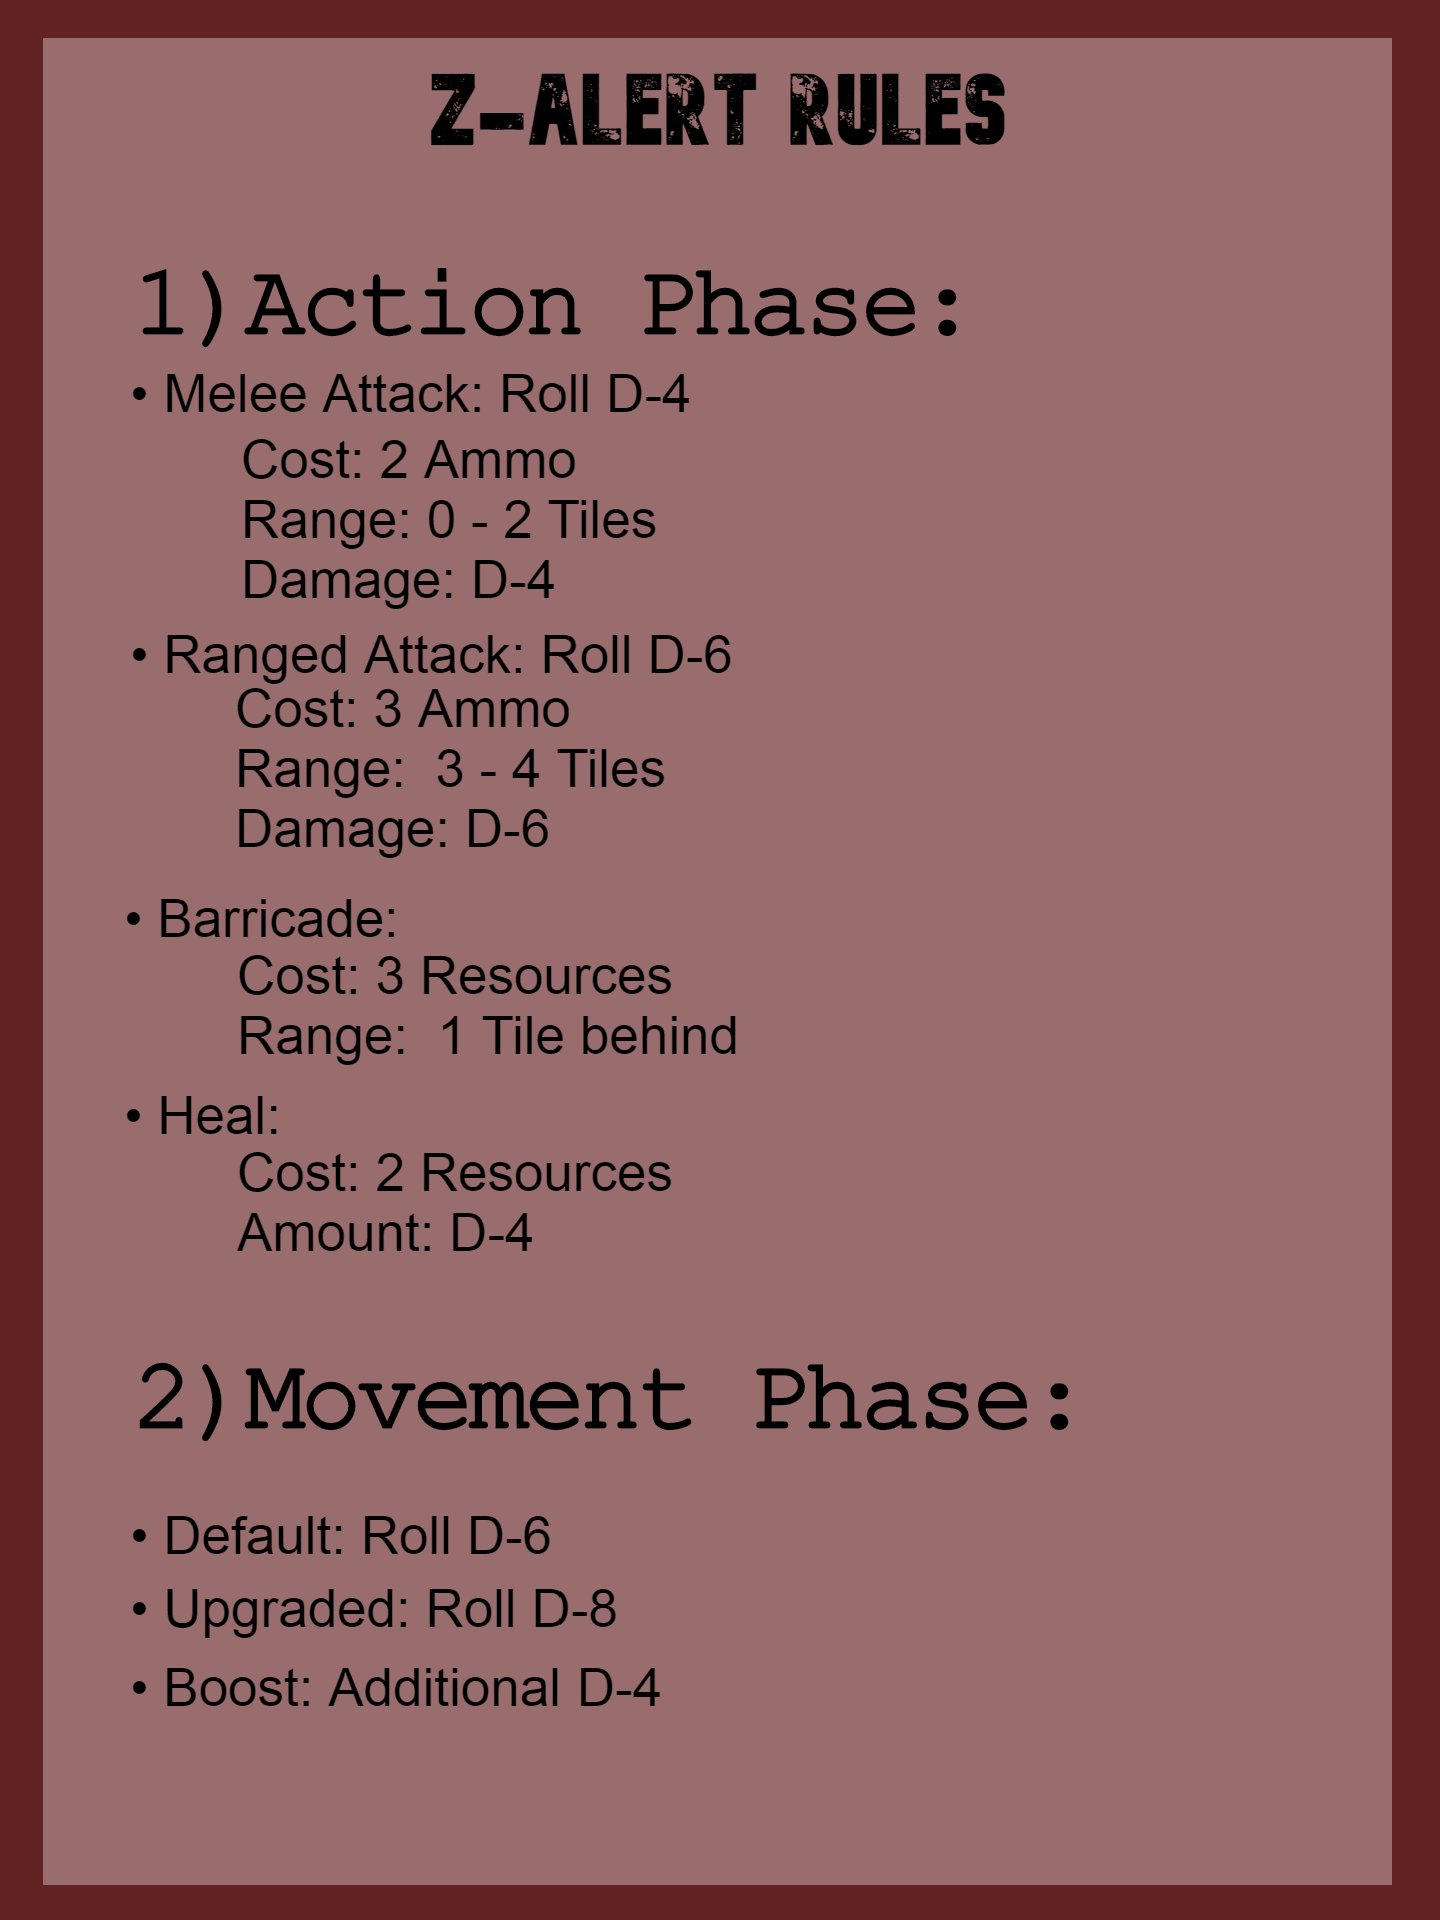 Z-ALERT RULES
1)Action Phase:
• Melee Attack: Roll D-4
Cost: 2 Ammo
Range: 0 - 2 Tiles
Damage: D-4
• Ranged Attack: Roll D-6
Cost: 3 Ammo
Range:  3 - 4 Tiles
Damage: D-6
• Barricade:
Cost: 3 Resources
Range:  1 Tile behind
• Heal:
Cost: 2 Resources
Amount: D-4
2)Movement Phase:
• Default: Roll D-6
• Upgraded: Roll D-8
• Boost: Additional D-4